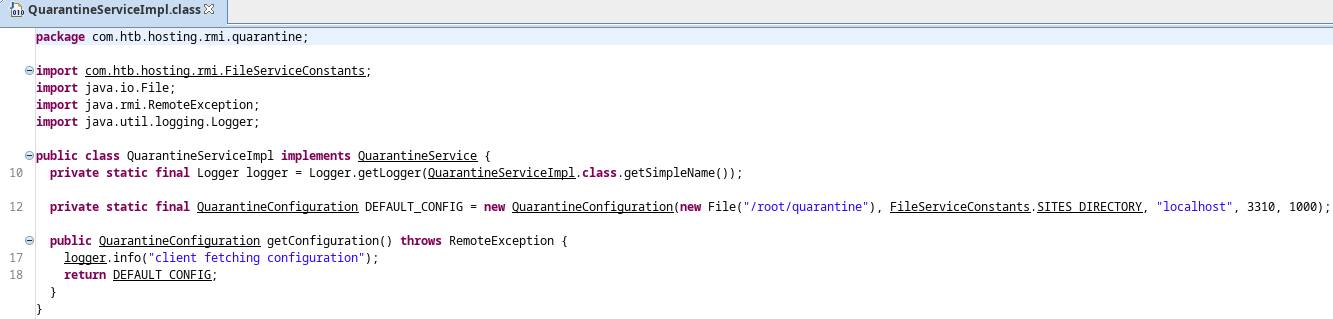 QuarantineServiceImpl.class
package com.htb.hosting.rmi.quarantine;
import com.htb.hosting.rmi.FileServiceConstants;
import java.io.File;
import java.rmi.RemoteException;
import java.util.logging.Logger;
public class QuarantineServiceImpl implements QuarantineService {
10 private static final Logger logger = Logger.getLogger(QuarantineServiceImpl.class.getSimpleName());
12 private static final QuarantineConfiguration DEFAULT_CONFIG = new QuarantineConfiguration(new File("/root/quarantine"), FileServiceConstants.SITES_DIRECTORY, "localhost", 3310, 1000);
public QuarantineConfiguration getConfiguration() throws RemoteException {
17 logger.info("client fetching configuration");
18 return DEFAULT_CONFIG;
}
}